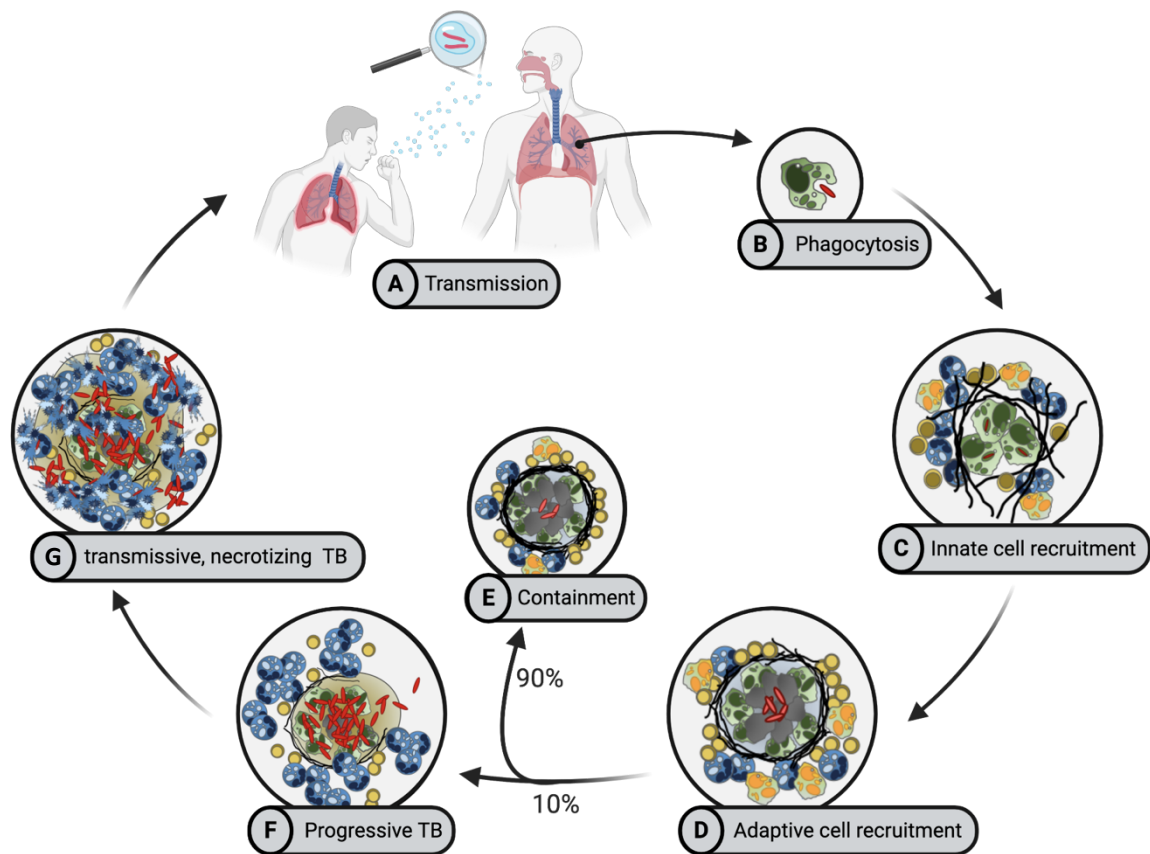 A Transmission
B Phagocytosis
C Innate cell recruitment
D Adaptive cell recruitment
E Containment
90%
10%
F Progressive TB
G transmissive, necrotizing TB